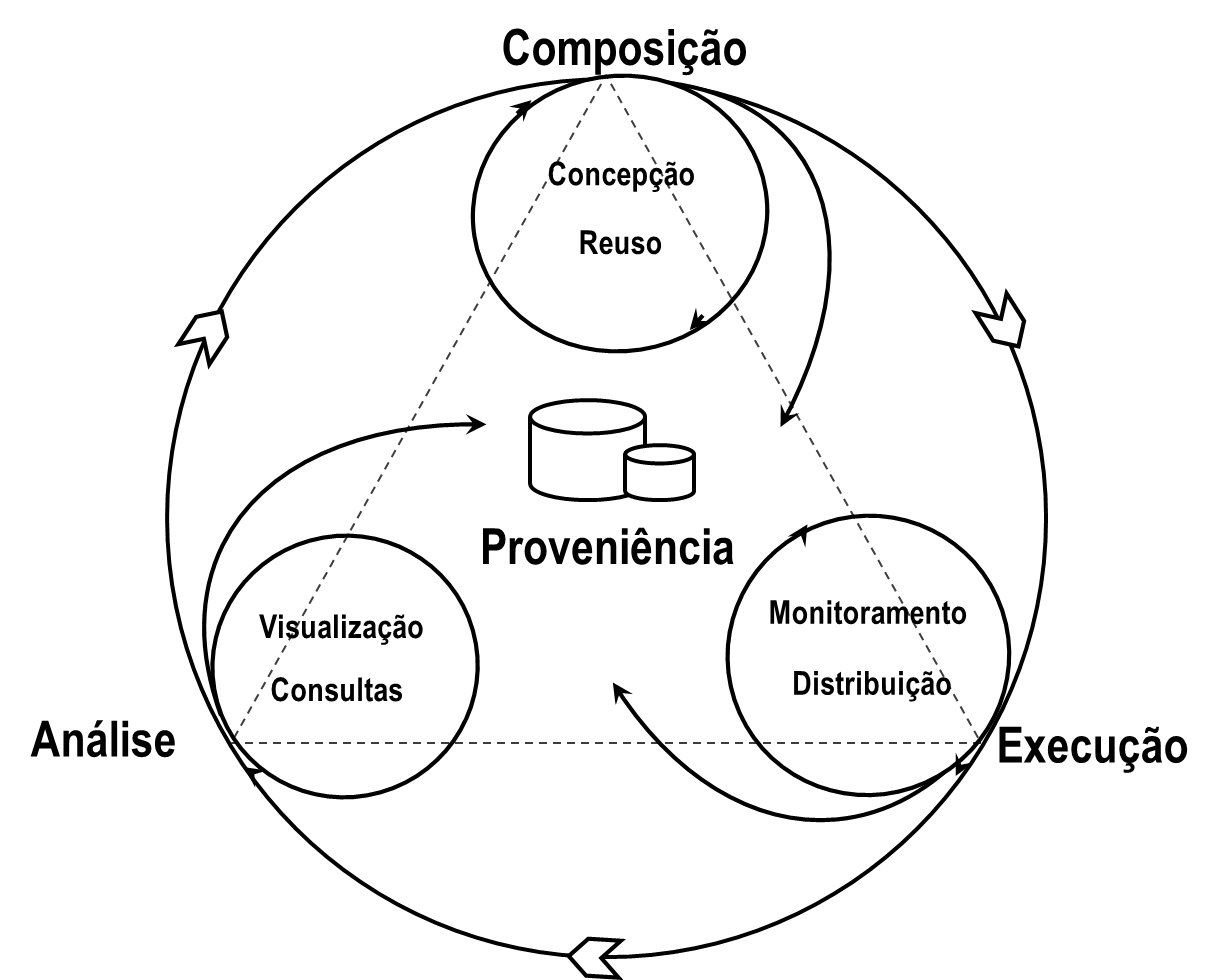 Composição
Concepção
Reuso
Proveniência
Visualização
Consultas
Monitoramento
Distribuição
Análise
Execução